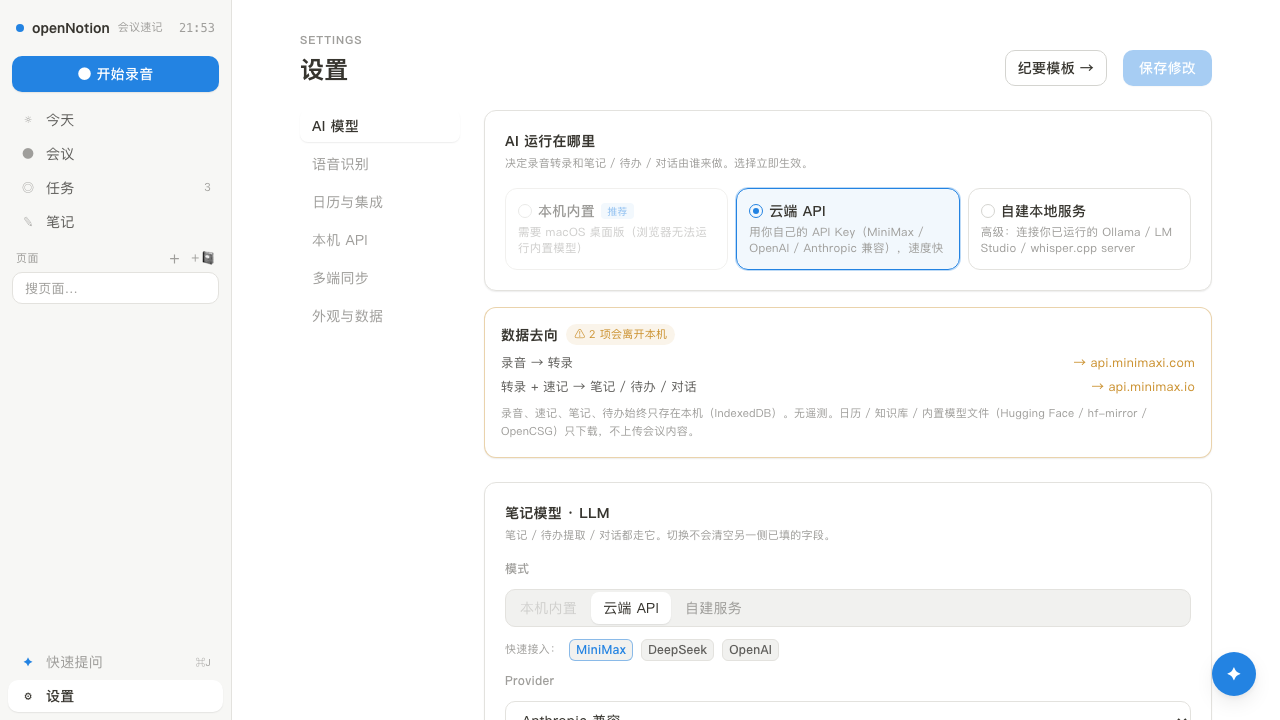 openNotion 会议速记 21:53
开始录音
今天
会议
任务 3
笔记
页面 + +
搜页面...
快速提问 ⌘J
设置
SETTINGS
设置
纪要模板 →
保存修改
AI 模型
语音识别
日历与集成
本机 API
多端同步
外观与数据
AI 运行在哪里
决定录音转录和笔记 / 待办 / 对话由谁来做。选择立即生效。
本机内置 推荐
需要 macOS 桌面版（浏览器无法运
行内置模型）
云端 API
用你自己的 API Key（MiniMax /
OpenAI / Anthropic 兼容），速度快
自建本地服务
高级：连接你已运行的 Ollama / LM
Studio / whisper.cpp server
数据去向 ⚠ 2 项会离开本机
录音 → 转录 → api.minimaxi.com
转录 + 速记 → 笔记 / 待办 / 对话 → api.minimax.io
录音、速记、笔记、待办始终只存在本机（IndexedDB）。无遥测。日历 / 知识库 / 内置模型文件（Hugging Face / hf-mirror /
OpenCSG）只下载，不上传会议内容。
笔记模型 · LLM
笔记 / 待办提取 / 对话都走它。切换不会清空另一侧已填的字段。
模式
本机内置 云端 API 自建服务
快速接入： MiniMax DeepSeek OpenAI
Provider
Anthropic 兼容